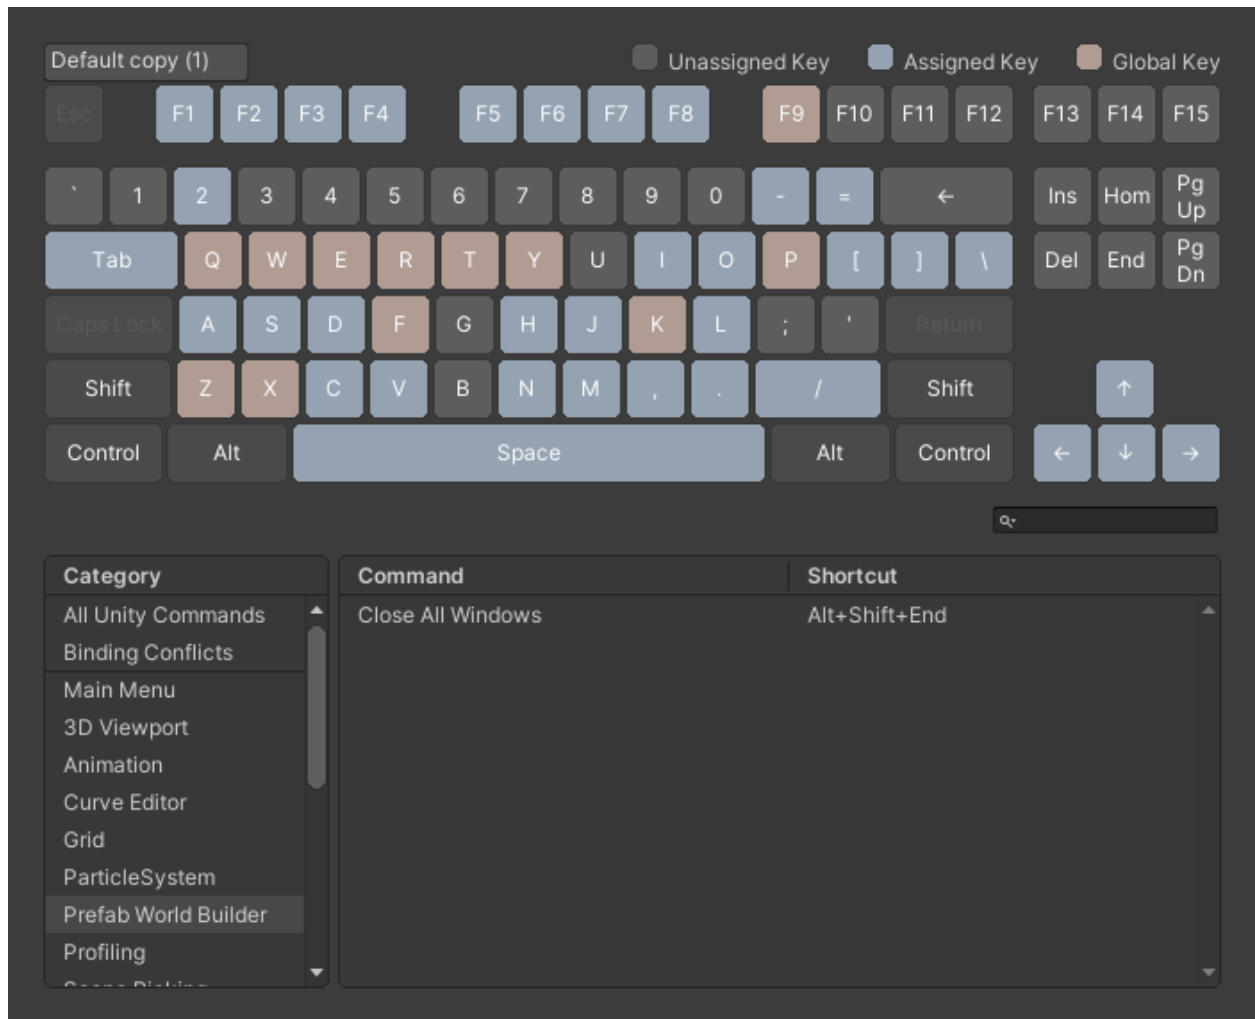 Default copy (1) Unassigned Key Assigned Key Global Key
Esc F1 F2 F3 F4 F5 F6 F7 F8 F9 F10 F11 F12 F13 F14 F15
` 1 2 3 4 5 6 7 8 9 0 - = ← Ins Hom Pg Up
Tab Q W E R T Y U I O P [ ] \ Del End Pg Dn
Caps Lock A S D F G H J K L ; ' Return
Shift Z X C V B N M , . / Shift ↑
Control Alt Space Alt Control ← ↓ →
Category Command Shortcut
All Unity Commands Close All Windows Alt+Shift+End
Binding Conflicts
Main Menu
3D Viewport
Animation
Curve Editor
Grid
ParticleSystem
Prefab World Builder
Profiling